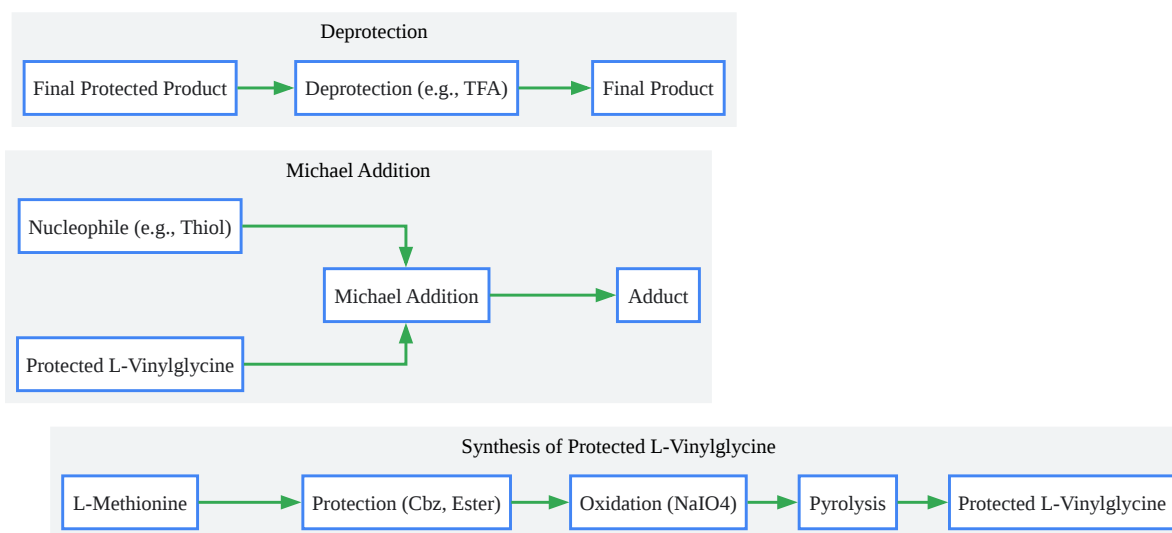 Deprotection
Final Protected Product
Deprotection (e.g., TFA)
Final Product
Michael Addition
Nucleophile (e.g., Thiol)
Michael Addition
Adduct
Protected L-Vinylglycine
Synthesis of Protected L-Vinylglycine
L-Methionine
Protection (Cbz, Ester)
Oxidation (NaIO4)
Pyrolysis
Protected L-Vinylglycine